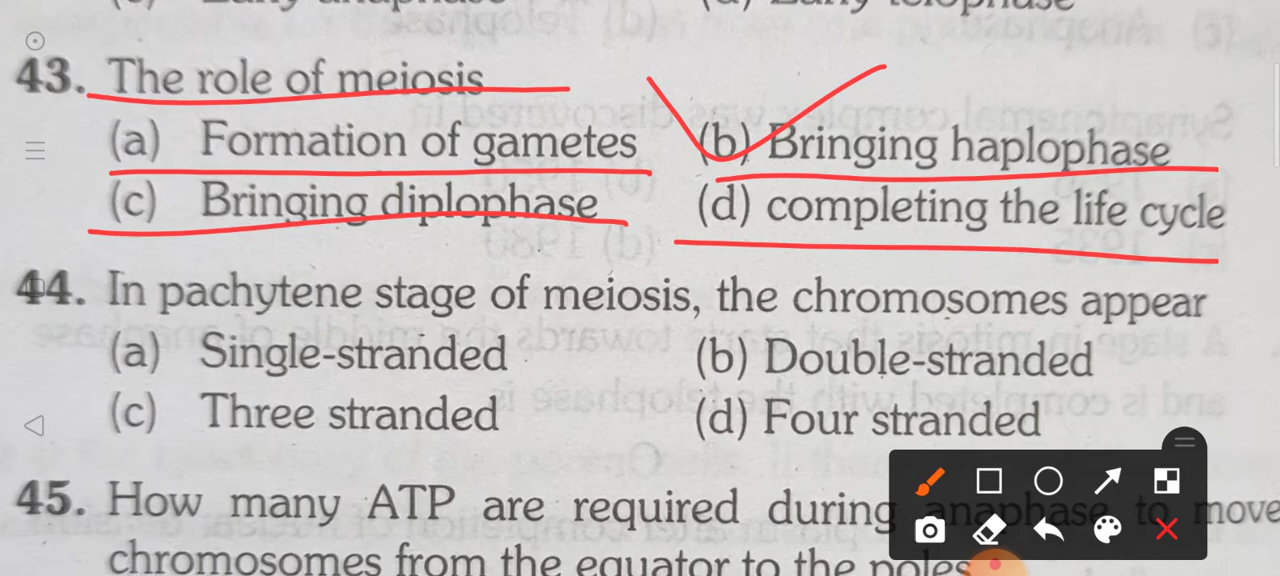 43. The role of meiosis
(a) Formation of gametes (b) Bringing haplophase
(c) Bringing diplophase (d) completing the life cycle
44. In pachytene stage of meiosis, the chromosomes appear
(a) Single-stranded (b) Double-stranded
(c) Three stranded (d) Four stranded
45. How many ATP are required during anaphase to move
chromosomes from the equator to the poles